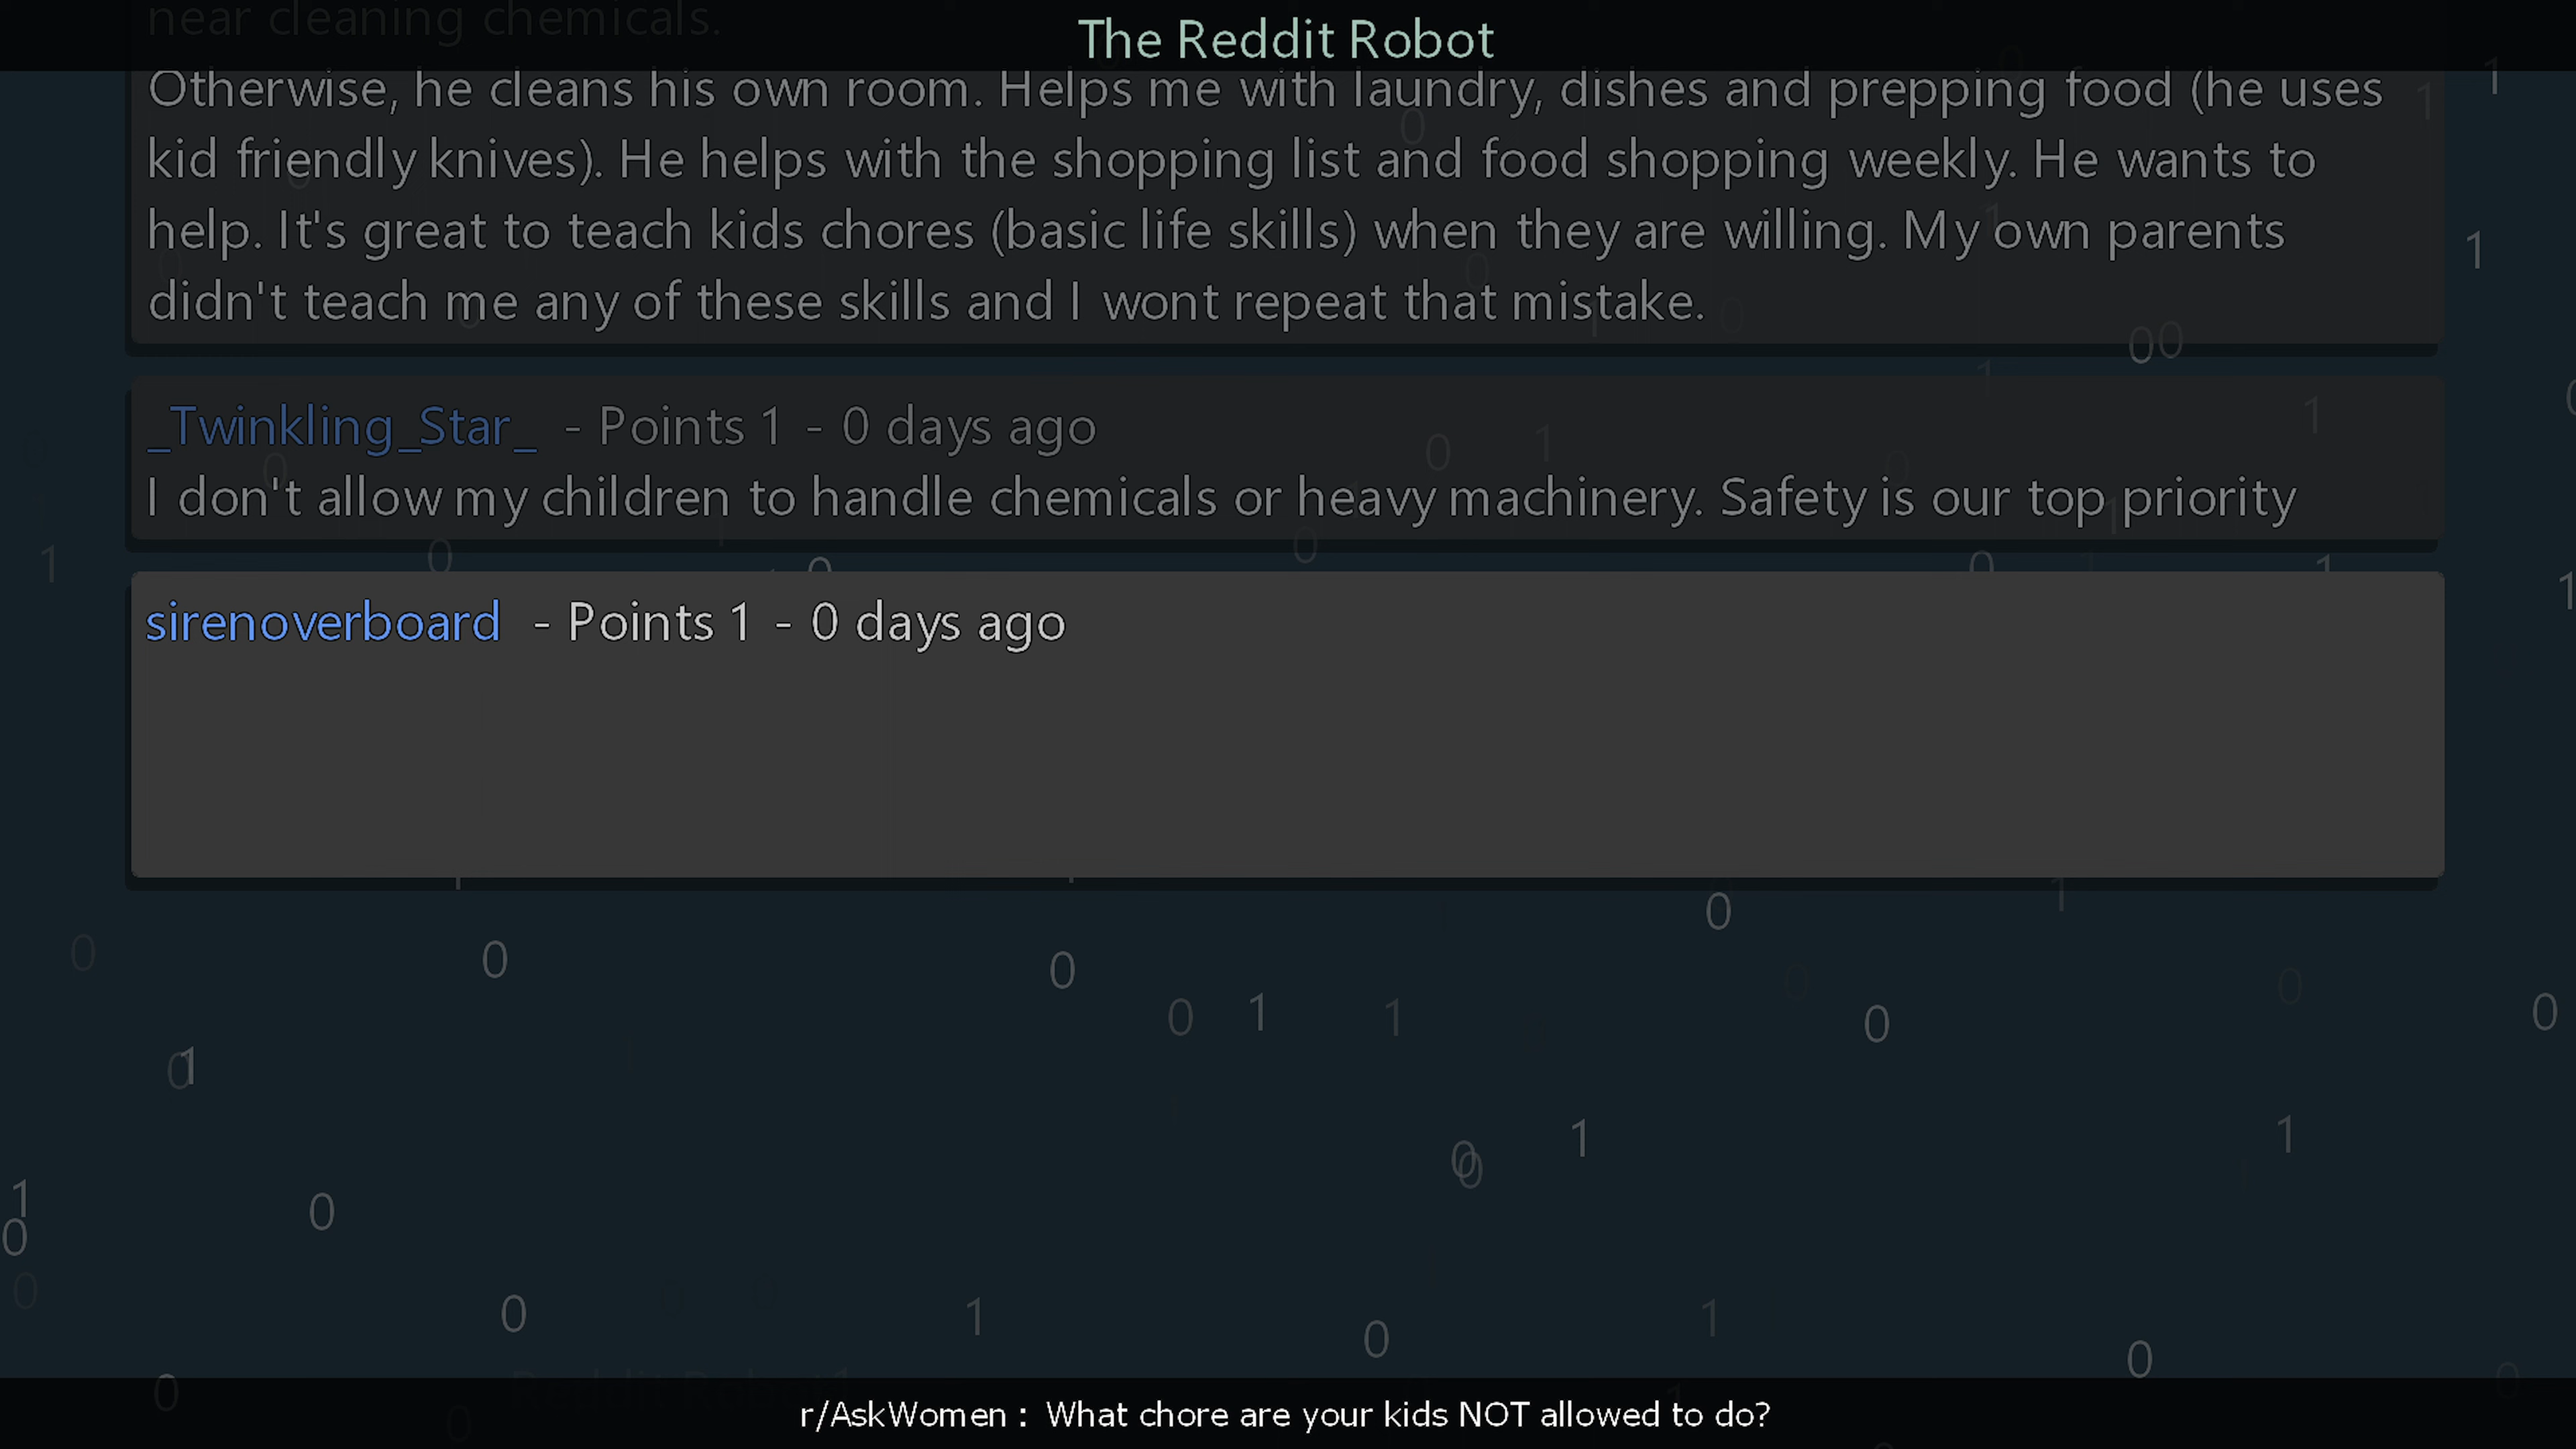 near cleaning chemicals.
The Reddit Robot
Otherwise, he cleans his own room. Helps me with laundry, dishes and prepping food (he uses
kid friendly knives). He helps with the shopping list and food shopping weekly. He wants to
help. It's great to teach kids chores (basic life skills) when they are willing. My own parents
didn't teach me any of these skills and I wont repeat that mistake.
_Twinkling_Star_ - Points 1 - 0 days ago
I don't allow my children to handle chemicals or heavy machinery. Safety is our top priority
sirenoverboard - Points 1 - 0 days ago
r/AskWomen : What chore are your kids NOT allowed to do?